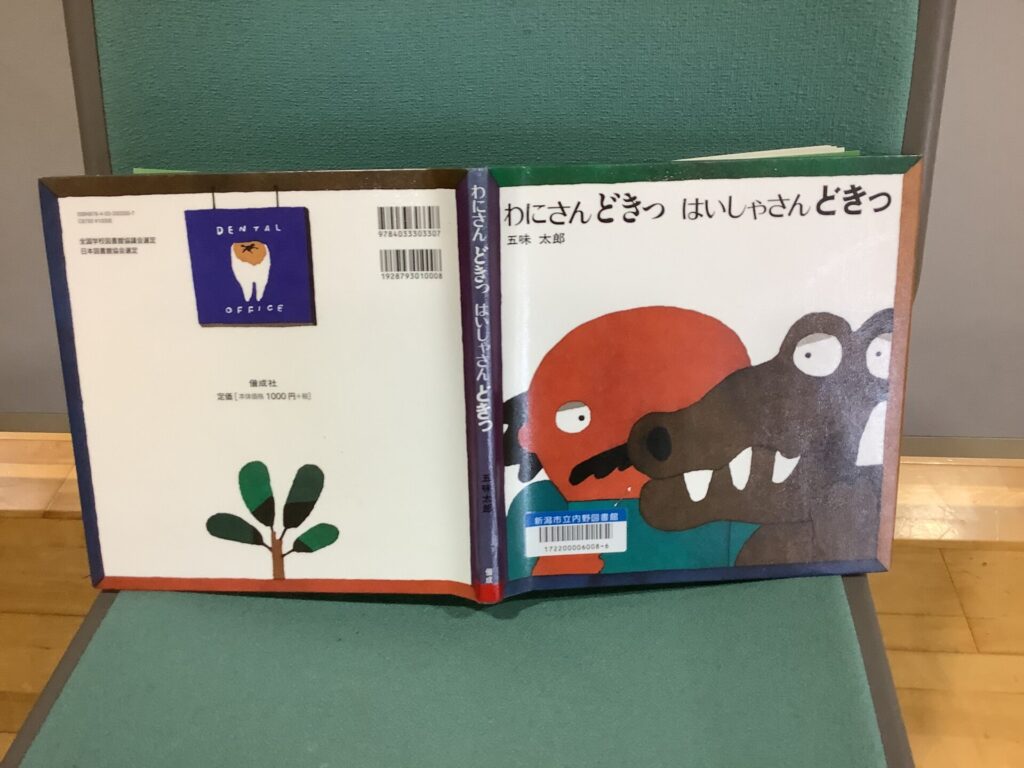 わにさん どきっ はいしゃさん どきっ
五味 太郎
新潟市立内野図書館
172200006008-6
わにさん どきっ はいしゃさん どきっ
五味太郎
偕成
全国学校図書館協議会選定
日本図書館協会選定
DENTAL
OFFICE
9784033303307
1928793010008
偕成社
定価[本体価格 1000円+税]